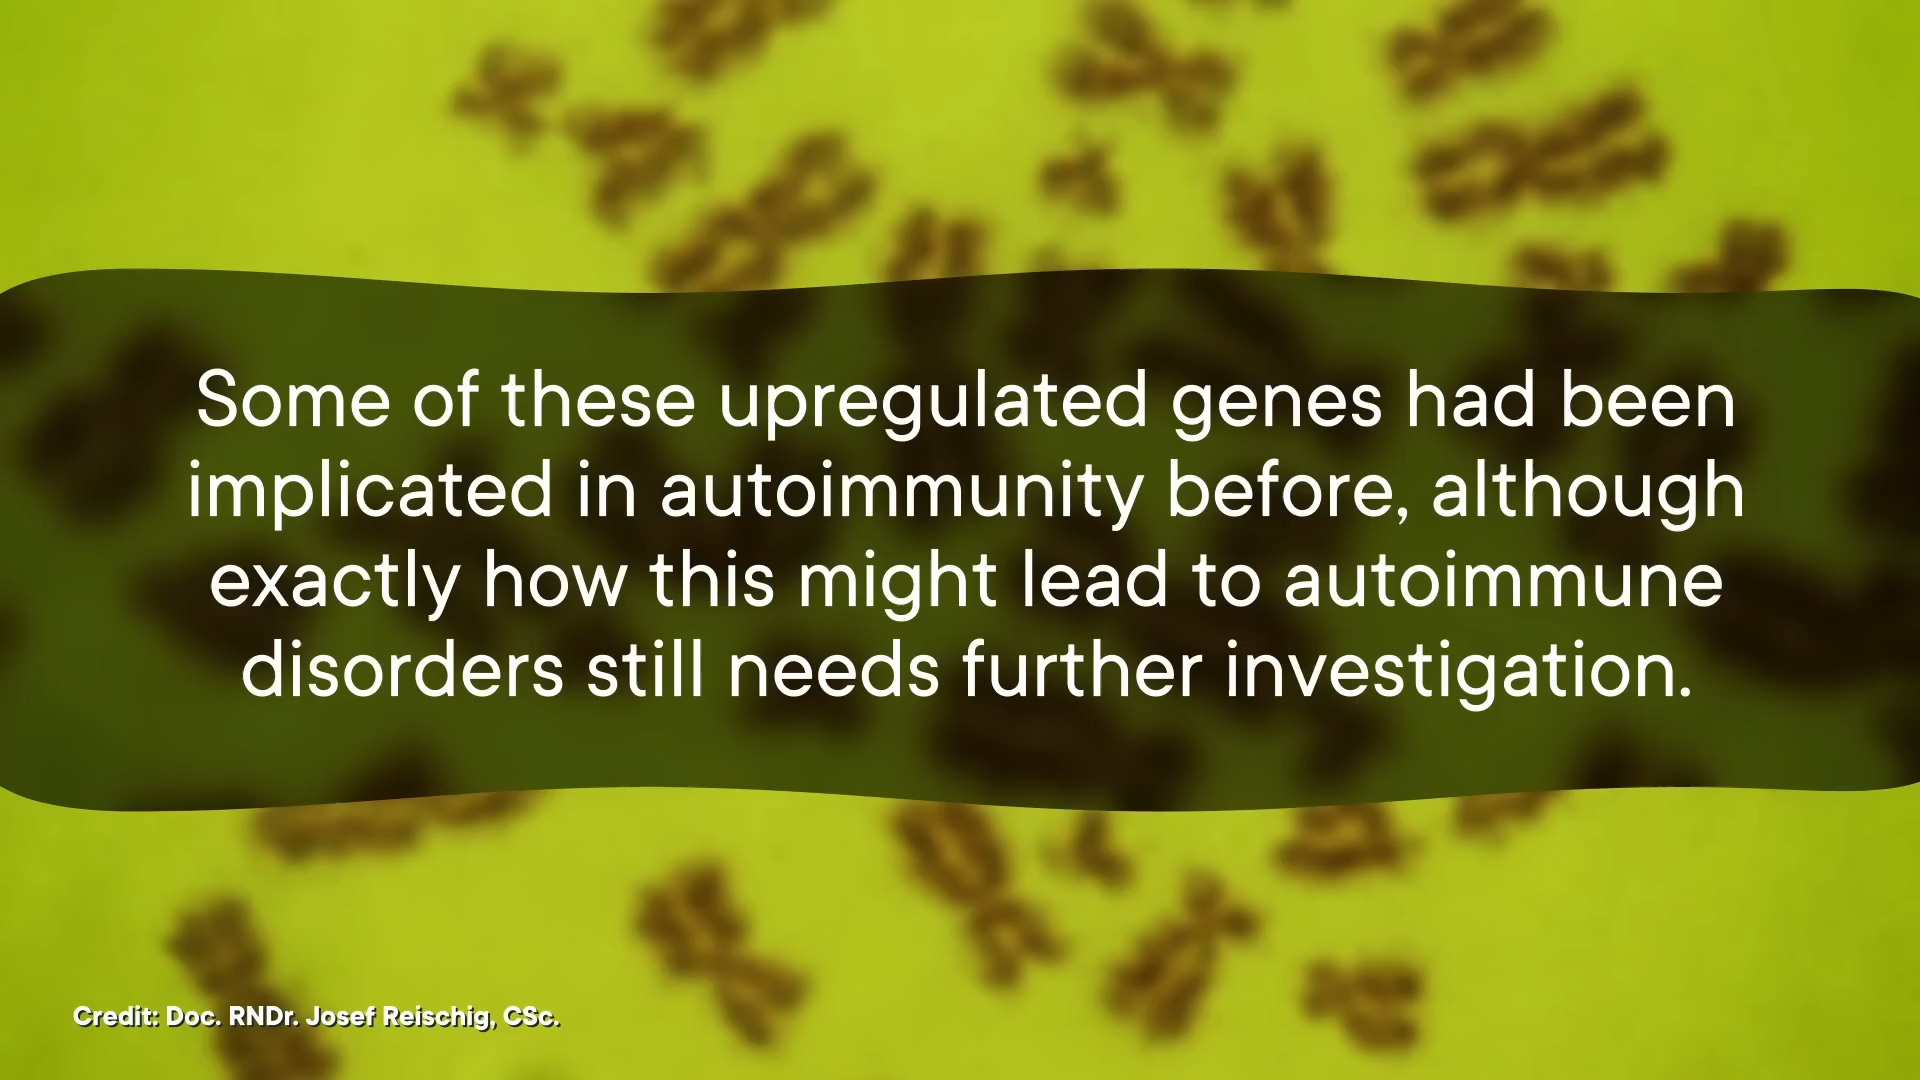 Some of these upregulated genes had been
implicated in autoimmunity before, although
exactly how this might lead to autoimmune
disorders still needs further investigation.
Credit: Doc. RNDr. Josef Reischig, CSc.